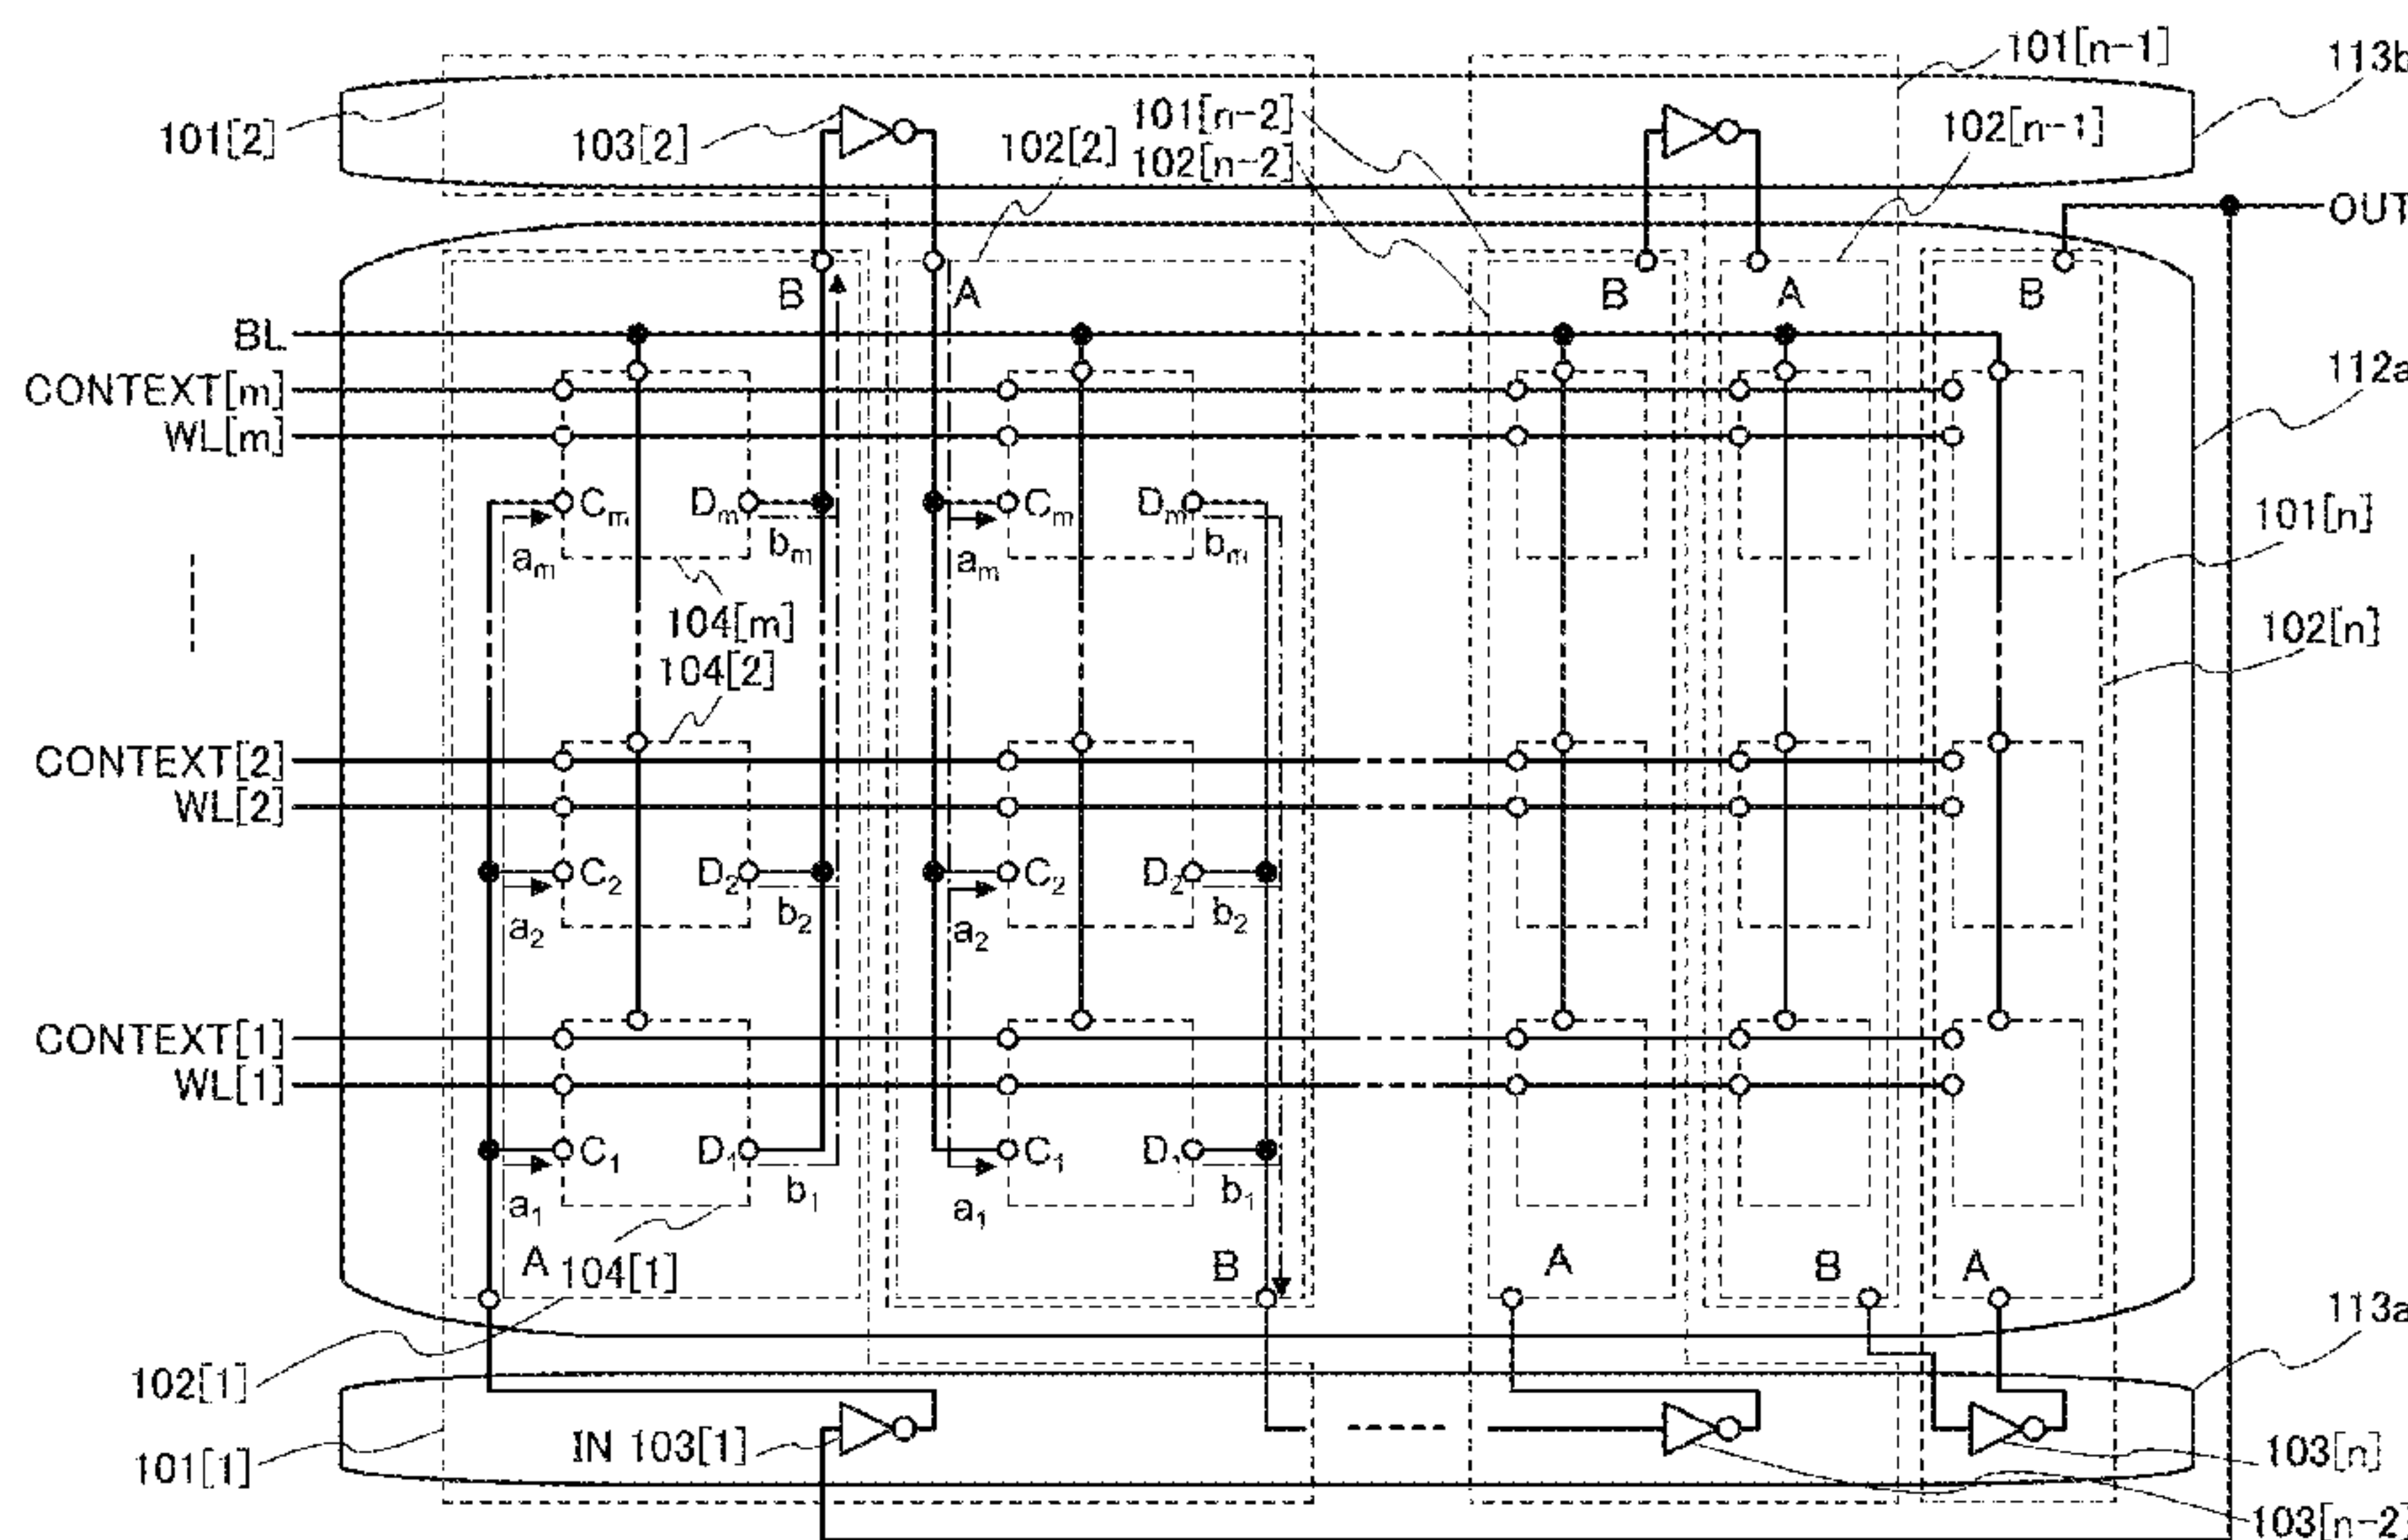 101[n-1]
113b
101[2]
103[2]
102[2]
101[n-2]
102[n-2]
102[n-1]
OUT
B
A
B
A
B
BL
CONTEXT[m]
WL[m]
112a
Cm
Dm
Cm
Dm
am
bm
am
bm
101[n]
104[m]
104[2]
102[n]
CONTEXT[2]
WL[2]
C2
D2
C2
D2
a2
b2
a2
b2
CONTEXT[1]
WL[1]
C1
D1
C1
D1
a1
b1
a1
b1
A
104[1]
B
A
B
A
113a
102[1]
101[1]
IN 103[1]
103[n]
103[n-2]